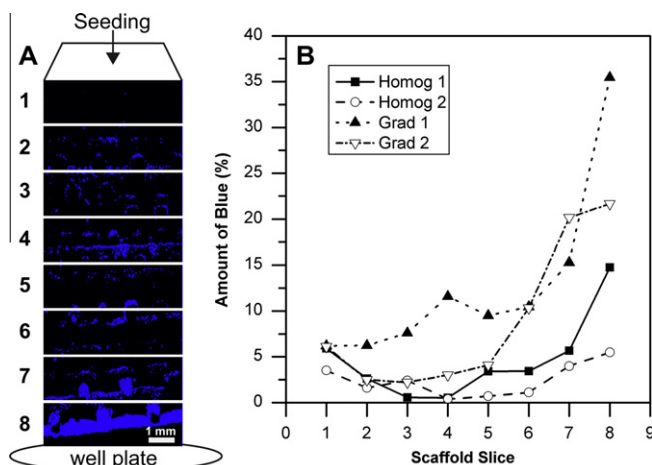 Seeding
A
1
2
3
4
5
6
7
8
1 mm
well plate
B
40
35
30
25
20
15
10
5
0
Amount of Blue (%)
Homog 1
Homog 2
Grad 1
Grad 2
0 1 2 3 4 5 6 7 8 9
Scaffold Slice